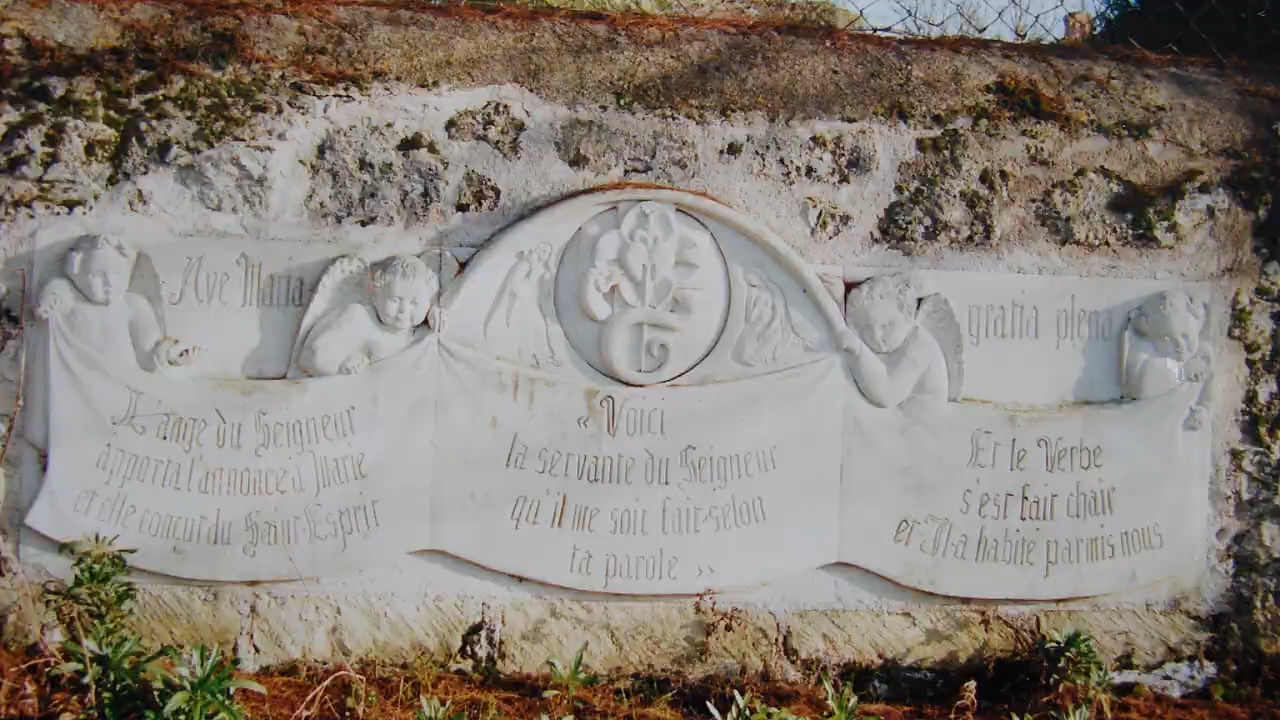 Ave Maria
gratia plena
L'ange du Seigneur
apporta l'annonce à Marie
et elle conçut du Saint Esprit
« Voici
la servante du Seigneur
qu'il me soit fait selon
ta parole »
Et le Verbe
s'est fait chair
et Il a habité parmis nous